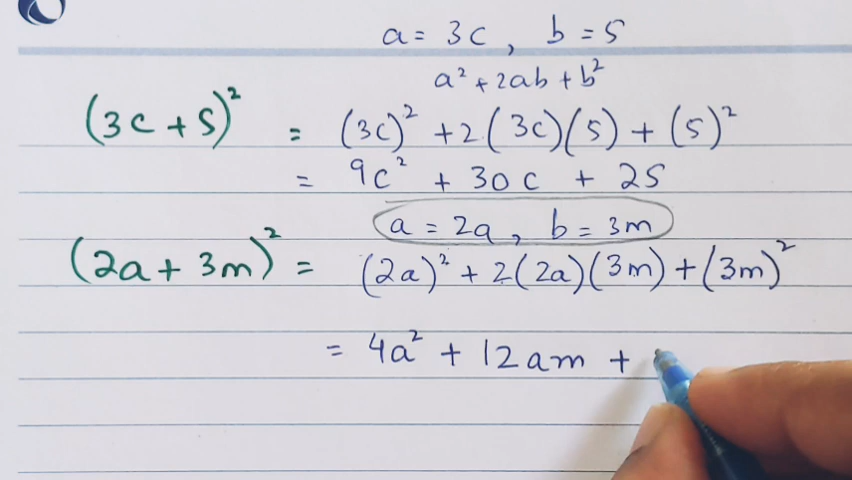 a = 3c , b = 5
a² + 2ab + b²
(3c + 5)² = (3c)² + 2(3c)(5) + (5)²
= 9c² + 30c + 25
a = 2a , b = 3m
(2a + 3m)² = (2a)² + 2(2a)(3m) + (3m)²
= 4a² + 12am +